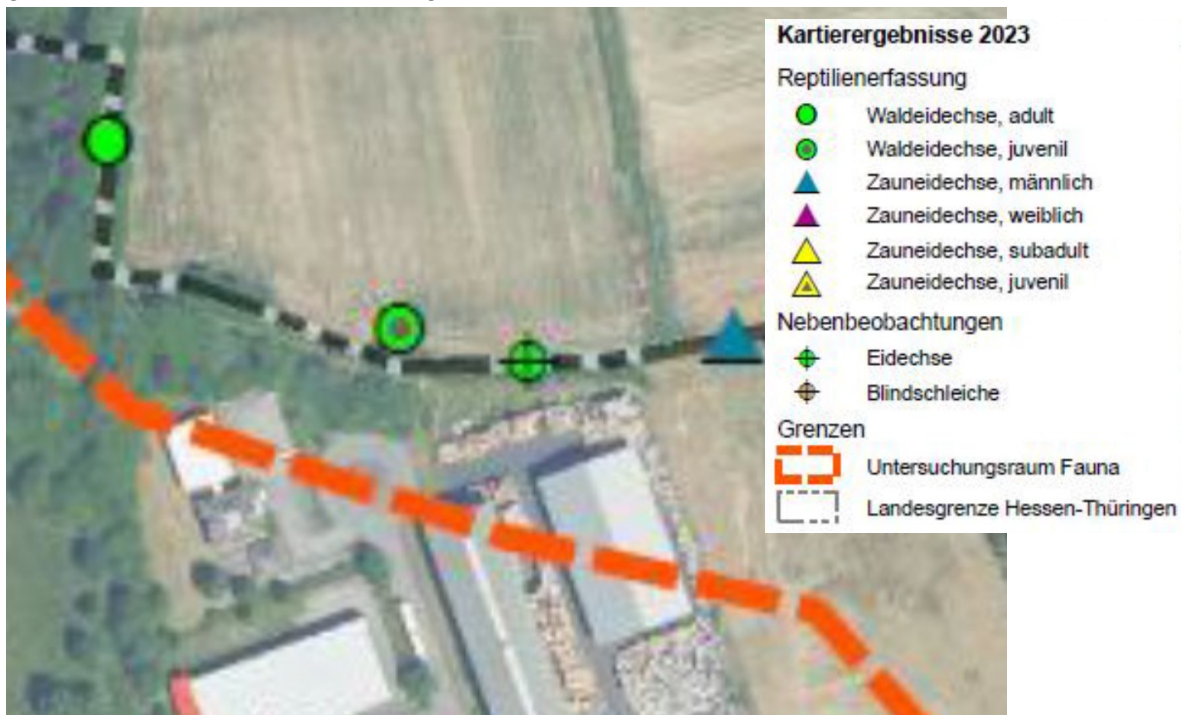 Kartierergebnisse 2023
Reptilienerfassung
Waldeidechse, adult
Waldeidechse, juvenil
Zauneidechse, männlich
Zauneidechse, weiblich
Zauneidechse, subadult
Zauneidechse, juvenil
Nebenbeobachtungen
Eidechse
Blindschleiche
Grenzen
Untersuchungsraum Fauna
Landesgrenze Hessen-Thüringen